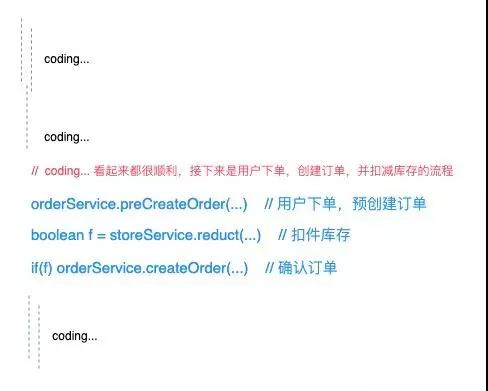 coding...
coding...
// coding... 看起来都很顺利，接下来是用户下单，创建订单，并扣减库存的流程
orderService.preCreateOrder(...) // 用户下单，预创建订单
boolean f = storeService.reduct(...) // 扣件库存
if(f) orderService.createOrder(...) // 确认订单
coding...